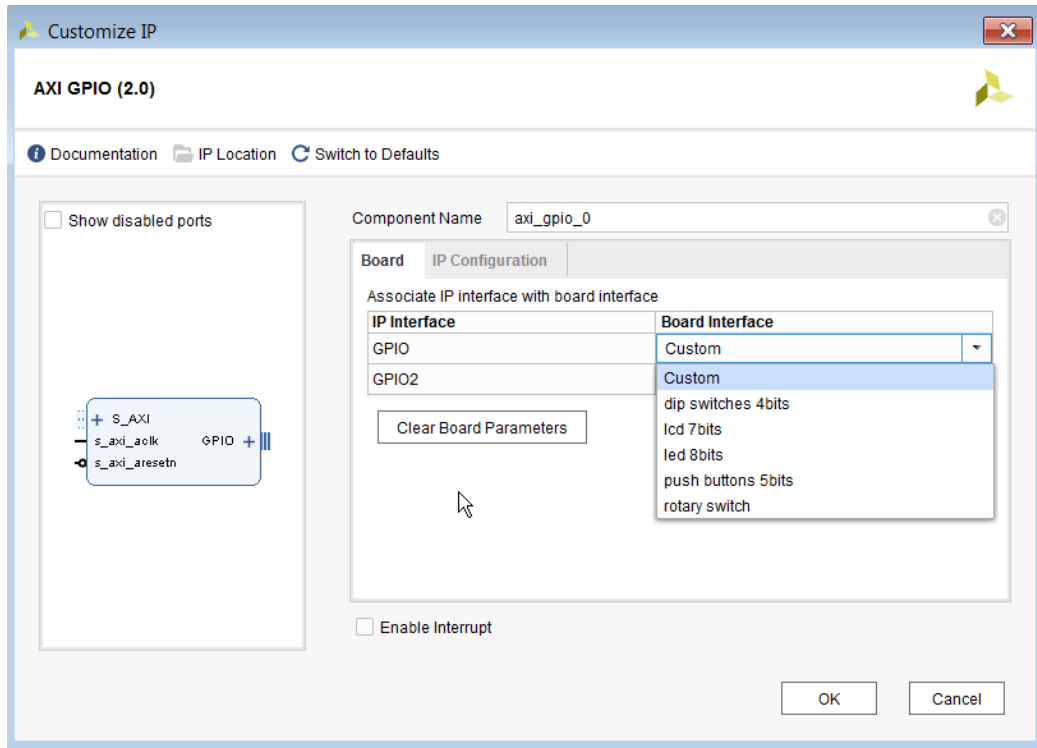 Customize IP
AXI GPIO (2.0)
Documentation IP Location Switch to Defaults
Show disabled ports
S_AXI
s_axi_aclk GPIO
s_axi_aresetn
Component Name axi_gpio_0
Board IP Configuration
Associate IP interface with board interface
IP Interface Board Interface
GPIO Custom
GPIO2
Custom
dip switches 4bits
lcd 7bits
led 8bits
push buttons 5bits
rotary switch
Clear Board Parameters
Enable Interrupt
OK Cancel